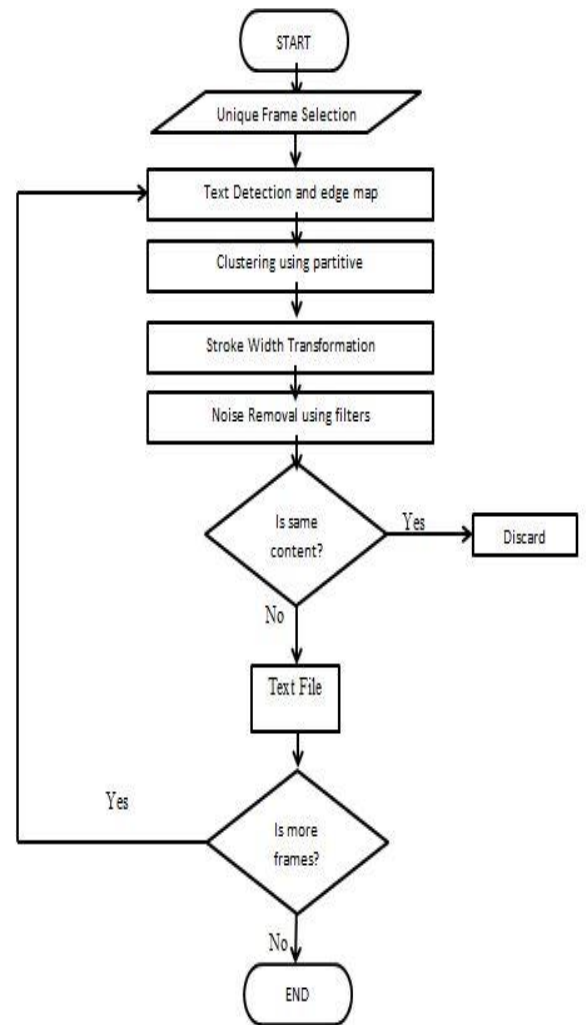 START
Unique Frame Selection
Text Detection and edge map
Clustering using partitive
Stroke Width Transformation
Noise Removal using filters
Is same
content?
Yes
Discard
No
Text File
Yes
Is more
frames?
No
END